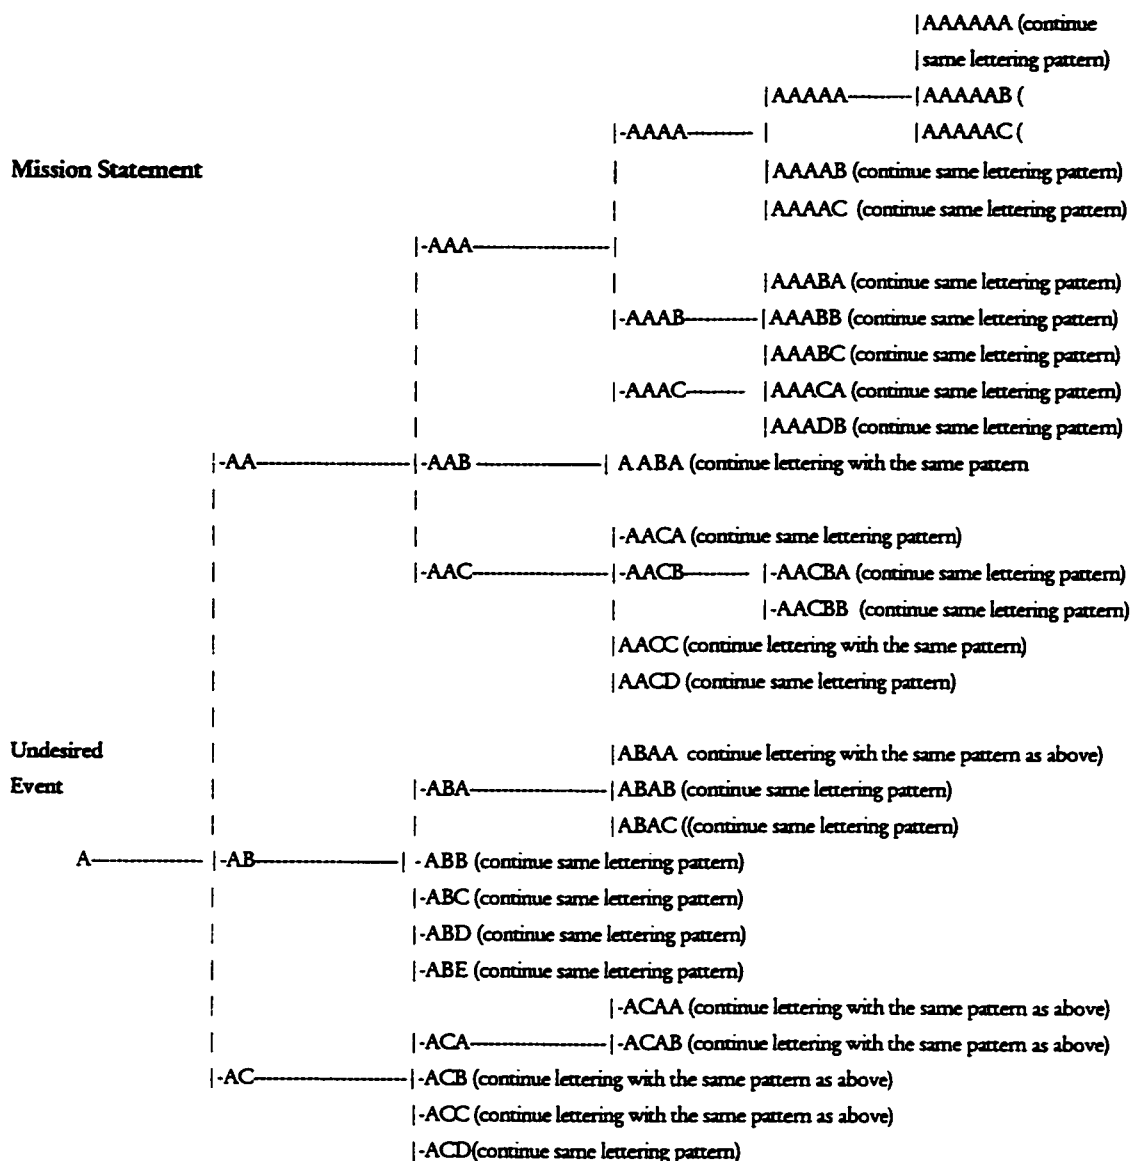 |AAAAAA (continue
|same lettering pattern)
|AAAAA--------|AAAAAB (
|-AAAA-------- | |AAAAAC (
Mission Statement | |AAAAB (continue same lettering pattern)
| |AAAAC (continue same lettering pattern)
|-AAA----------------|
| | |AAABA (continue same lettering pattern)
| |-AAAB--------|AAABB (continue same lettering pattern)
| |AAABC (continue same lettering pattern)
| |-AAAC-------- |AAACA (continue same lettering pattern)
| |AAADB (continue same lettering pattern)
|-AA----------------|-AAB ----------------| AABA (continue lettering with the same pattern
| |
| | |-AACA (continue same lettering pattern)
| |-AAC----------------|-AACB-------- |-AACBA (continue same lettering pattern)
| | |-AACBB (continue same lettering pattern)
| |AACC (continue lettering with the same pattern)
| |AACD (continue same lettering pattern)
|
Undesired | |ABAA continue lettering with the same pattern as above)
Event | |-ABA----------------|ABAB (continue same lettering pattern)
| | |ABAC ((continue same lettering pattern)
A------------- |-AB----------------| -ABB (continue same lettering pattern)
| |-ABC (continue same lettering pattern)
| |-ABD (continue same lettering pattern)
| |-ABE (continue same lettering pattern)
| |-ACAA (continue lettering with the same pattern as above)
| |-ACA----------------|-ACAB (continue lettering with the same pattern as above)
|-AC----------------|-ACB (continue lettering with the same pattern as above)
|-ACC (continue lettering with the same pattern as above)
|-ACD(continue same lettering pattern)